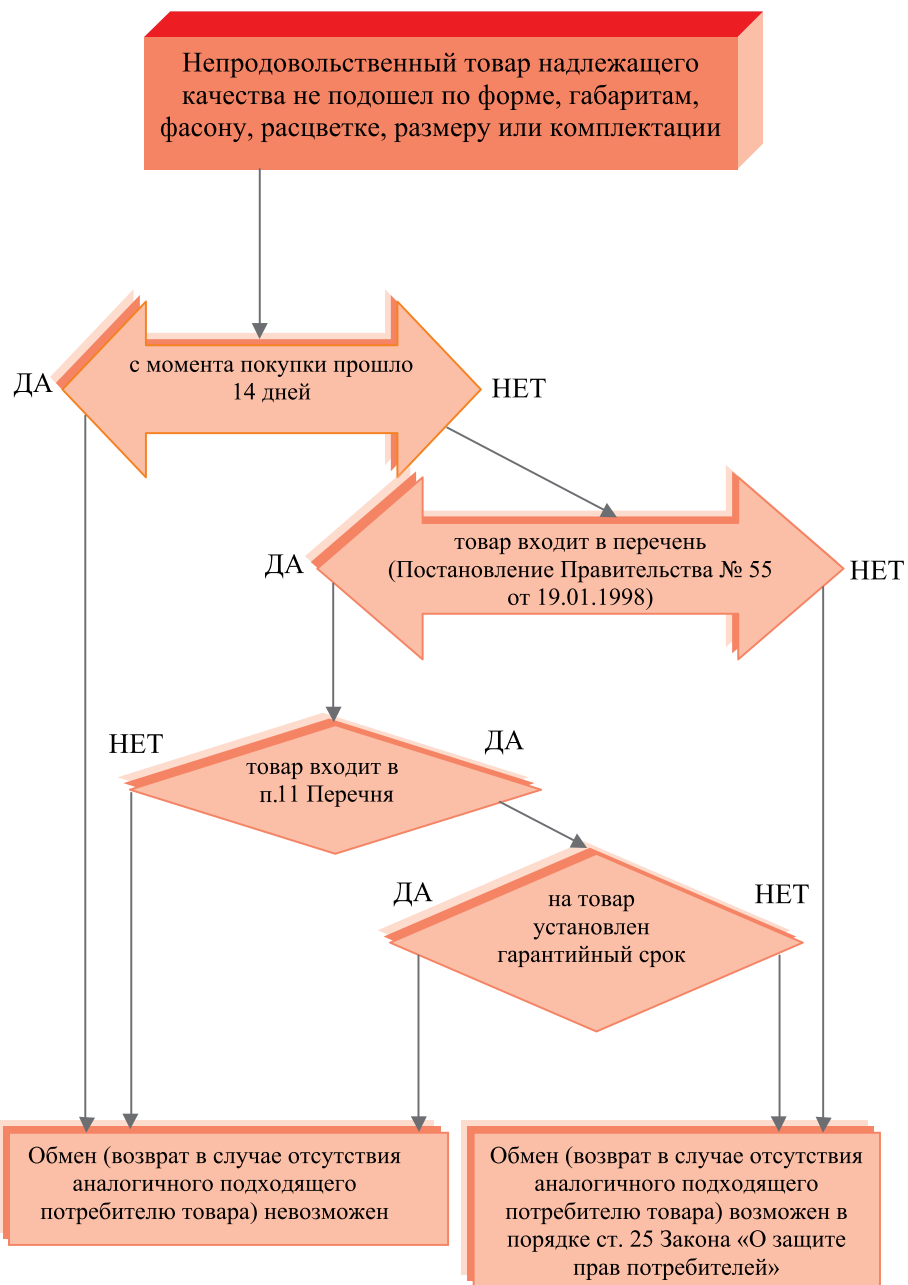 Непродовольственный товар надлежащего
качества не подошел по форме, габаритам,
фасону, расцветке, размеру или комплектации
с момента покупки прошло
14 дней
ДА
НЕТ
товар входит в перечень
(Постановление Правительства № 55
от 19.01.1998)
ДА
НЕТ
товар входит в
п.11 Перечня
НЕТ
ДА
на товар
установлен
гарантийный срок
ДА
НЕТ
Обмен (возврат в случае отсутствия
аналогичного подходящего
потребителю товара) невозможен
Обмен (возврат в случае отсутствия
аналогичного подходящего
потребителю товара) возможен в
порядке ст. 25 Закона «О защите
прав потребителей»